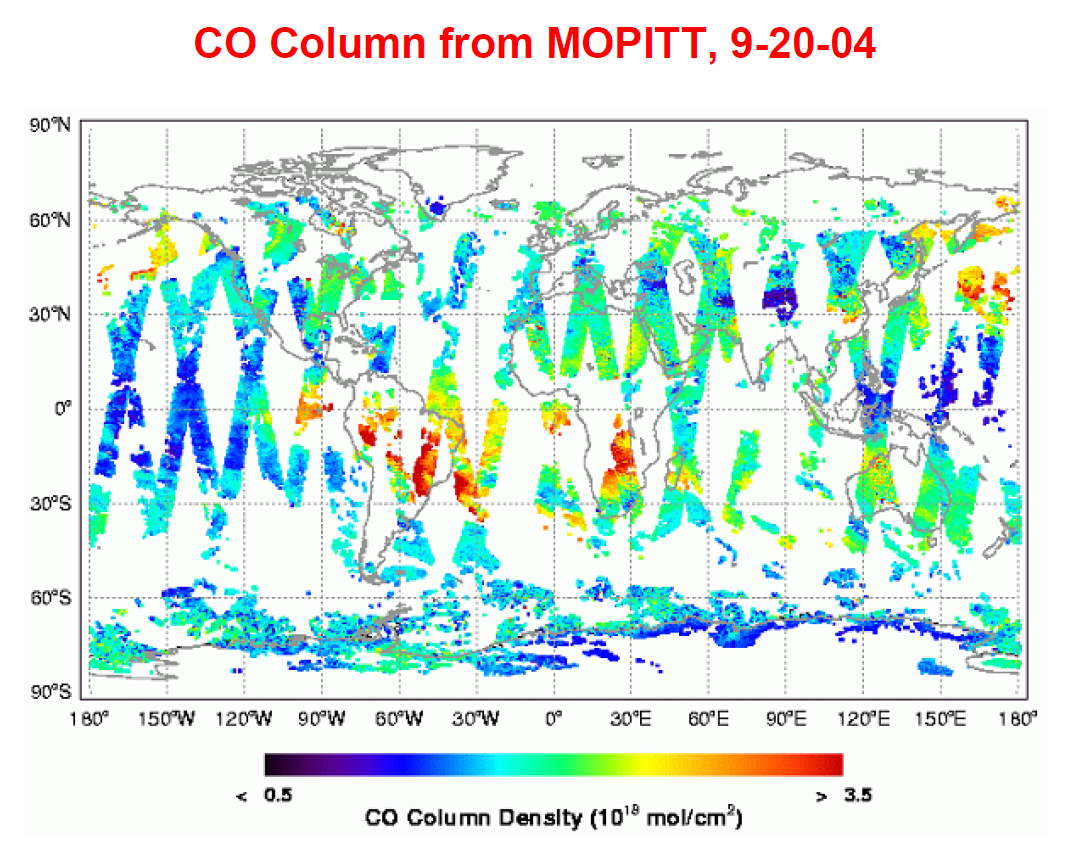 CO Column from MOPITT, 9-20-04
90°N
60°N
30°N
0°
30°S
60°S
90°S
180° 150°W 120°W 90°W 60°W 30°W 0° 30°E 60°E 90°E 120°E 150°E 180°
< 0.5 > 3.5
CO Column Density (10¹⁸ mol/cm²)